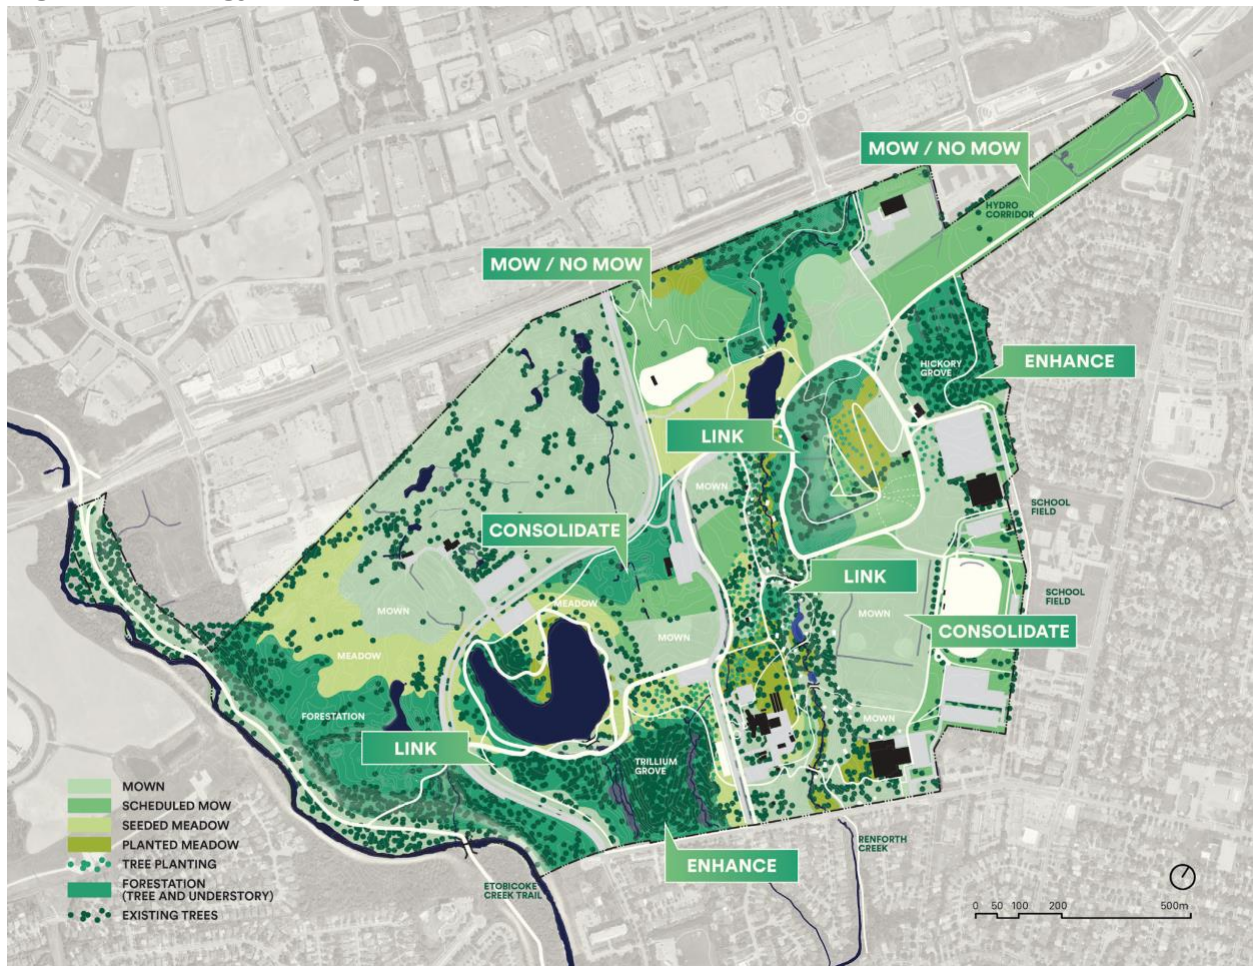 MOW / NO MOW
HYDRO
CORRIDOR
MOW / NO MOW
HICKORY
GROVE
ENHANCE
LINK
MOWN
SCHOOL
FIELD
CONSOLIDATE
LINK
SCHOOL
FIELD
MOWN
MEADOW
MOWN
CONSOLIDATE
MOWN
MEADOW
FORESTATION
MOWN
LINK
TRILLIUM
GROVE
MOWN
SCHEDULED MOW
SEEDED MEADOW
PLANTED MEADOW
TREE PLANTING
FORESTATION
(TREE AND UNDERSTORY)
EXISTING TREES
ENHANCE
RENFORTH
CREEK
ETOBICOKE
CREEK TRAIL
0 50 100 200 500m